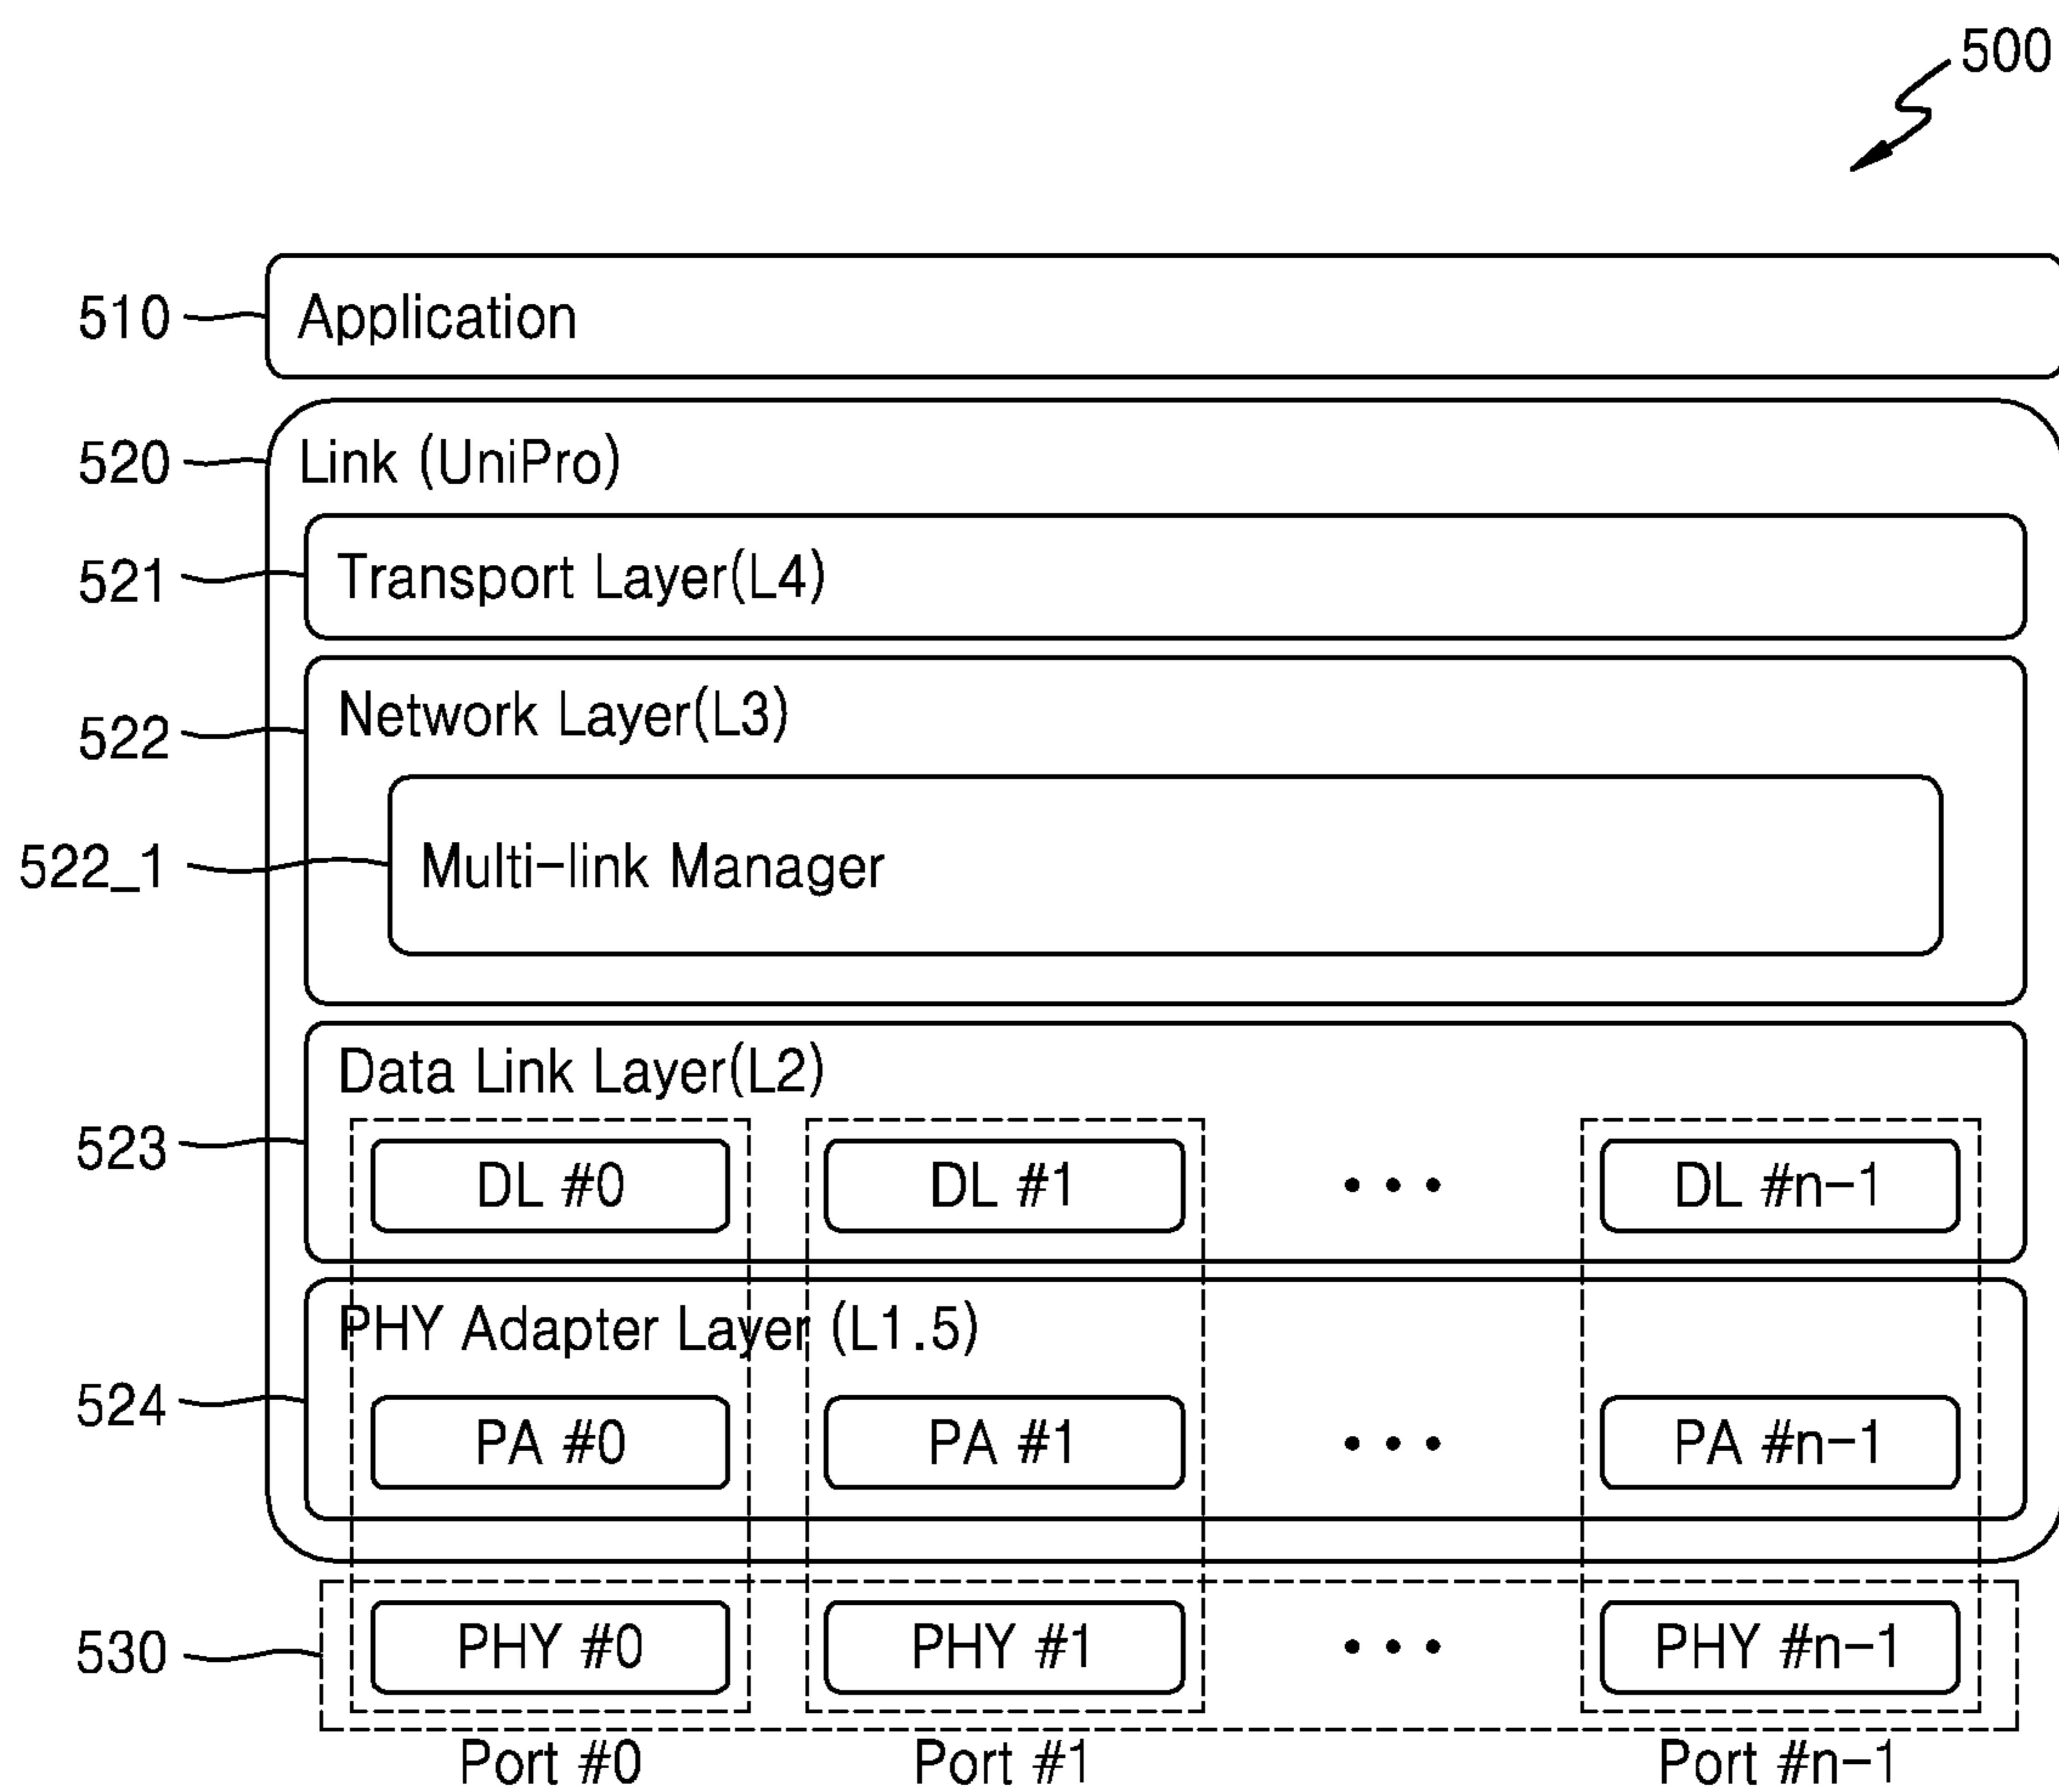 500
510 Application
520 Link (UniPro)
521 Transport Layer(L4)
522 Network Layer(L3)
522_1 Multi-link Manager
Data Link Layer(L2)
523 DL #0 DL #1 • • • DL #n-1
PHY Adapter Layer (L1.5)
524 PA #0 PA #1 • • • PA #n-1
530 PHY #0 PHY #1 • • • PHY #n-1
Port #0 Port #1 Port #n-1